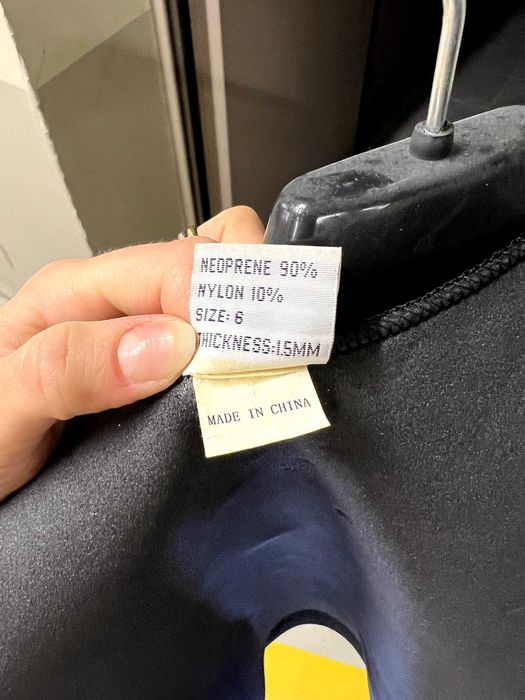 NEOPRENE 90%
NYLON 10%
SIZE: 6
THICKNESS:1.5MM
MADE IN CHINA